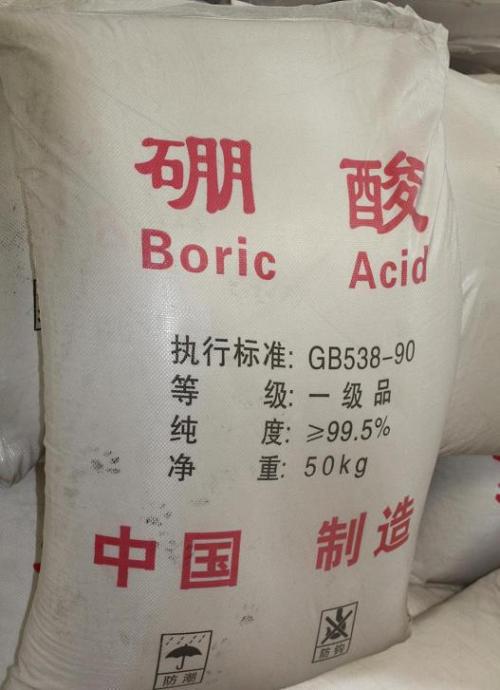 硼 酸
Boric Acid
执行标准: GB538-90
等 级: 一级品
纯 度: ≥99.5%
净 重: 50kg
中国 制造
防潮 防钩